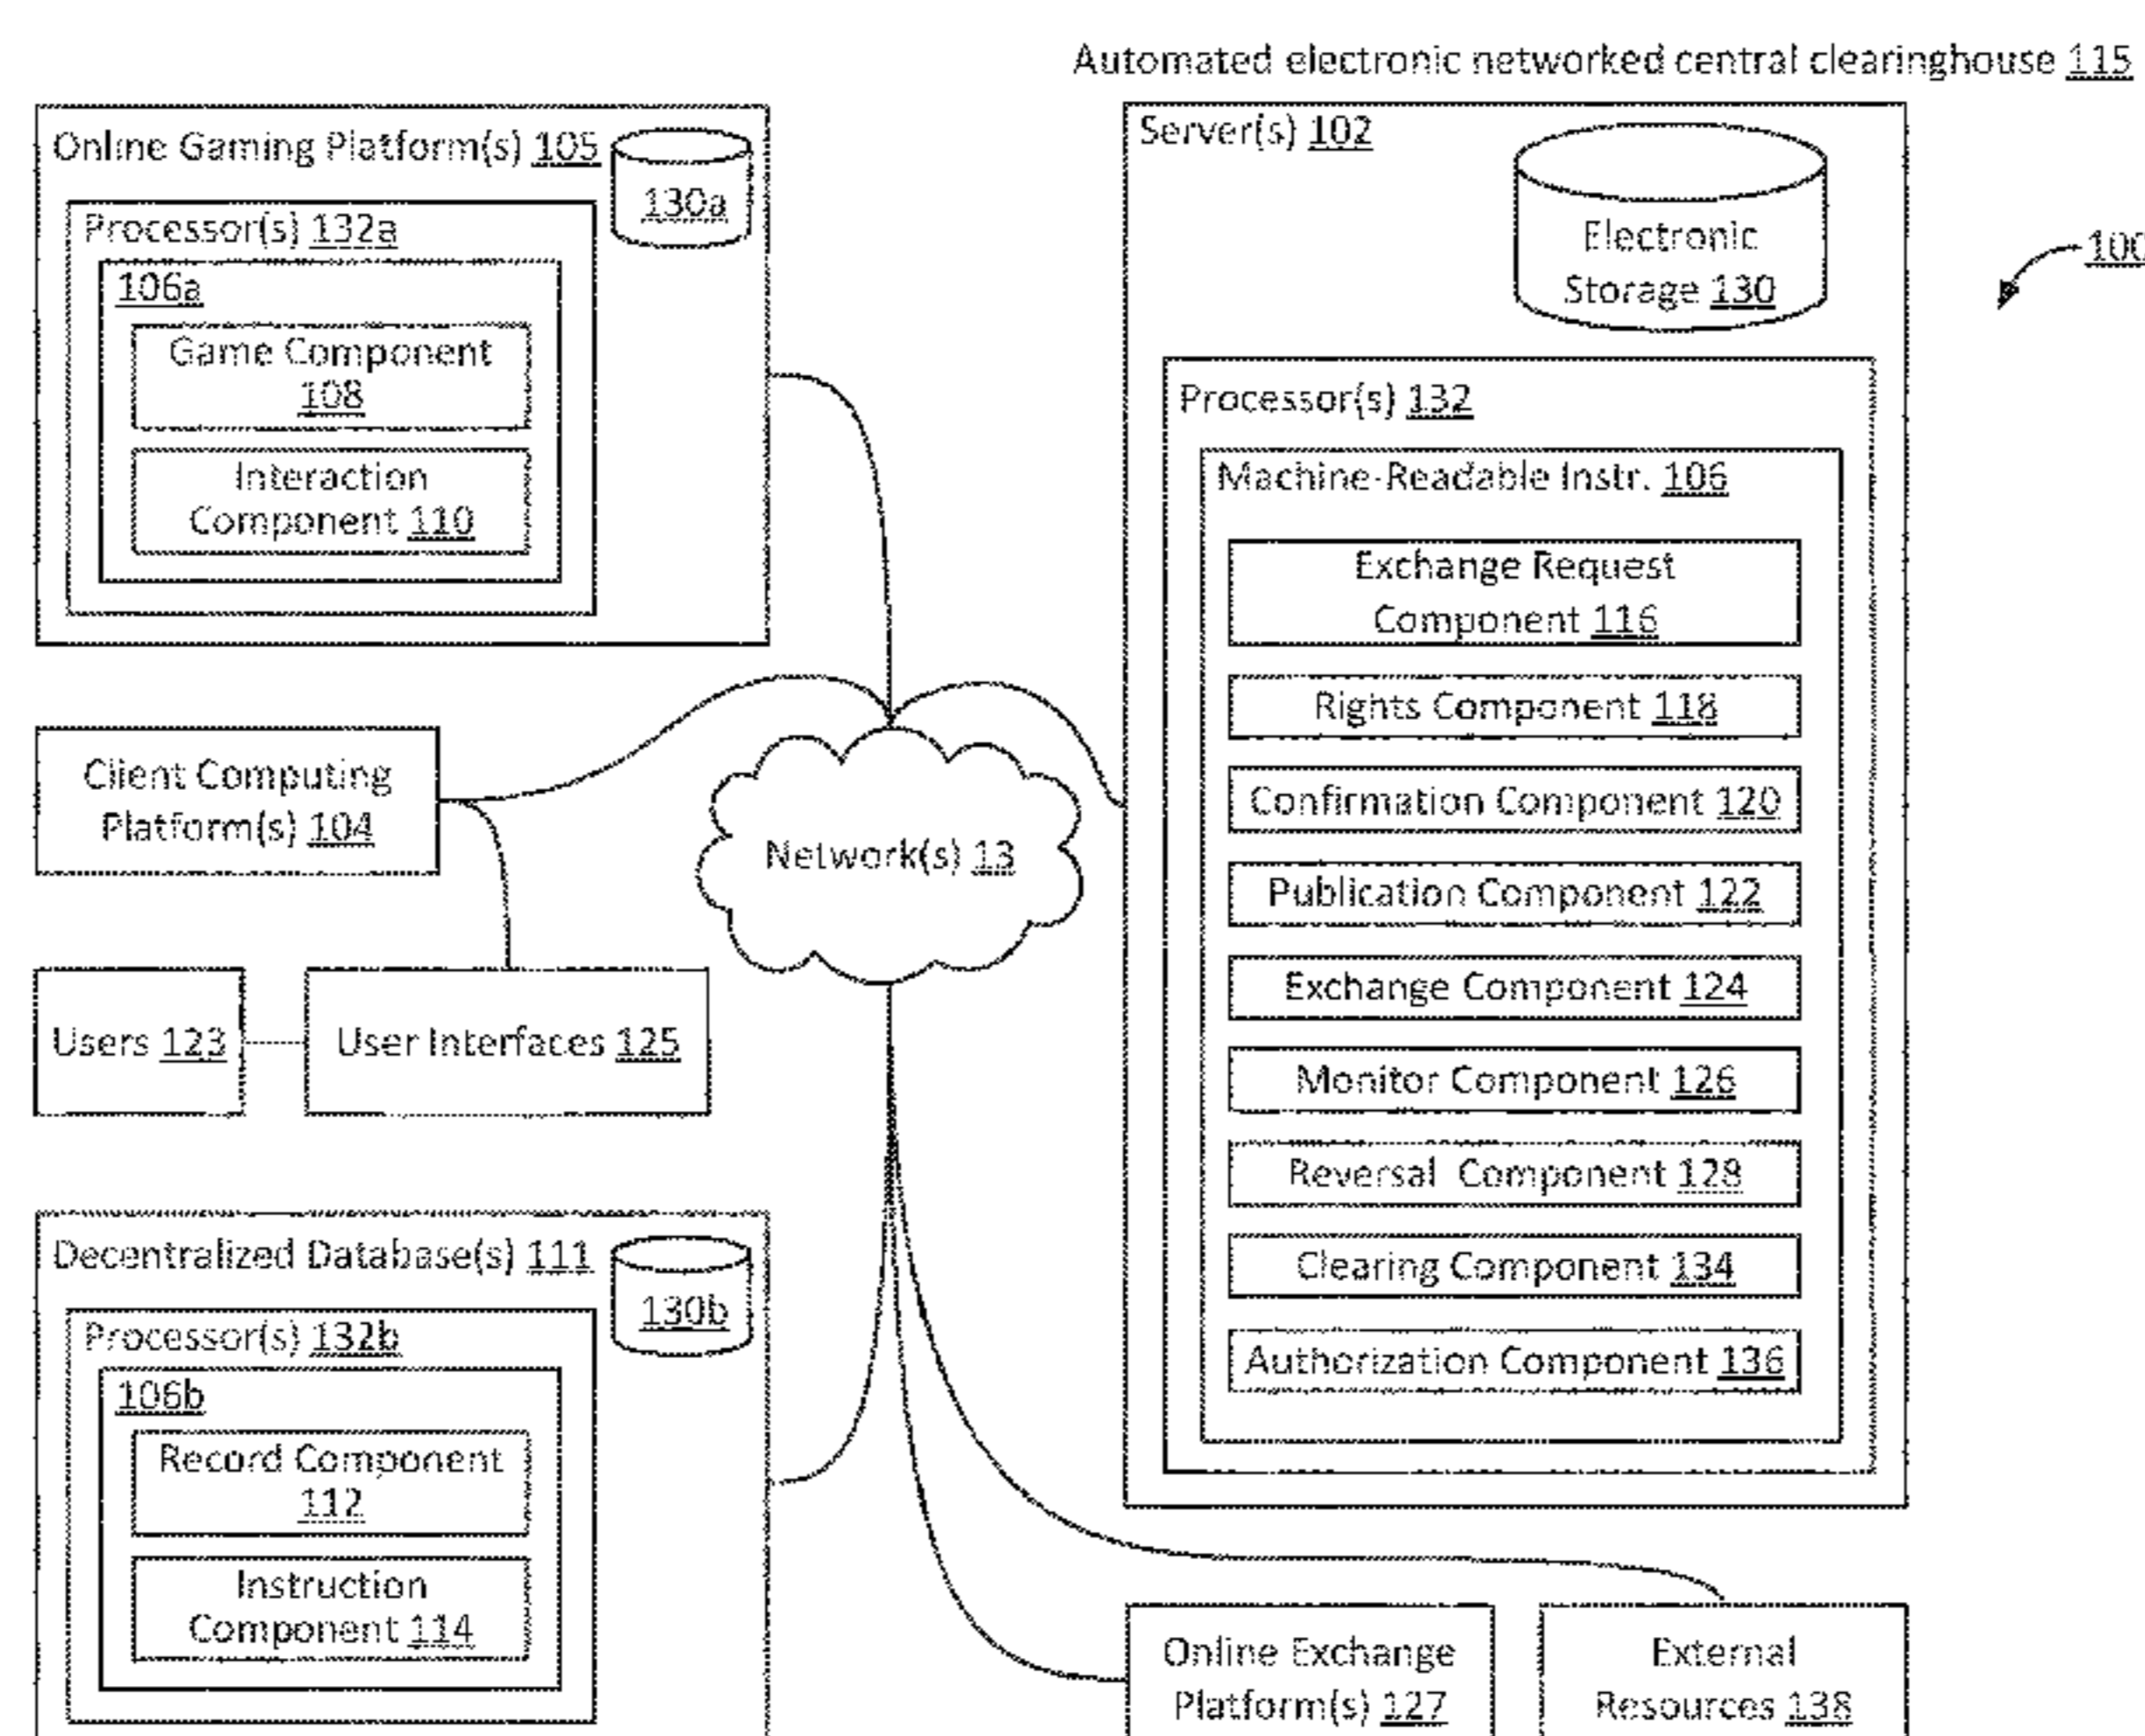 Automated electronic networked central clearinghouse 115
Online Gaming Platform(s) 105
130a
Processor(s) 132a
106a
Game Component
108
Interaction
Component 110
Server(s) 102
Electronic
Storage 130
100
Processor(s) 132
Machine-Readable Instr. 106
Exchange Request
Component 116
Rights Component 118
Confirmation Component 120
Publication Component 122
Exchange Component 124
Monitor Component 126
Reversal Component 128
Clearing Component 134
Authorization Component 136
Client Computing
Platform(s) 104
Network(s) 13
Users 123
User Interfaces 125
Decentralized Database(s) 111
130b
Processor(s) 132b
106b
Record Component
112
Instruction
Component 114
Online Exchange
Platform(s) 127
External
Resources 138